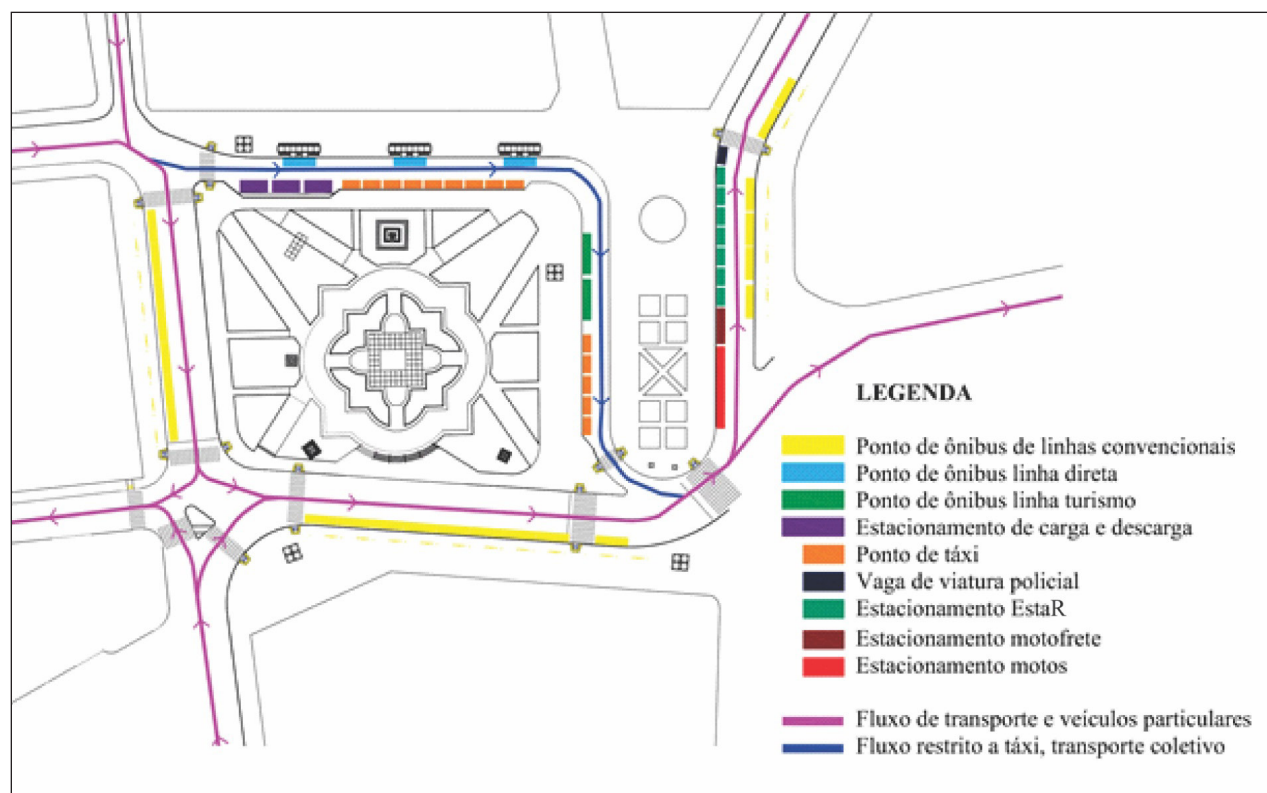 LEGENDA
Ponto de ônibus de linhas convencionais
Ponto de ônibus linha direta
Ponto de ônibus linha turismo
Estacionamento de carga e descarga
Ponto de táxi
Vaga de viatura policial
Estacionamento EstaR
Estacionamento motofrete
Estacionamento motos
Fluxo de transporte e veículos particulares
Fluxo restrito a táxi, transporte coletivo